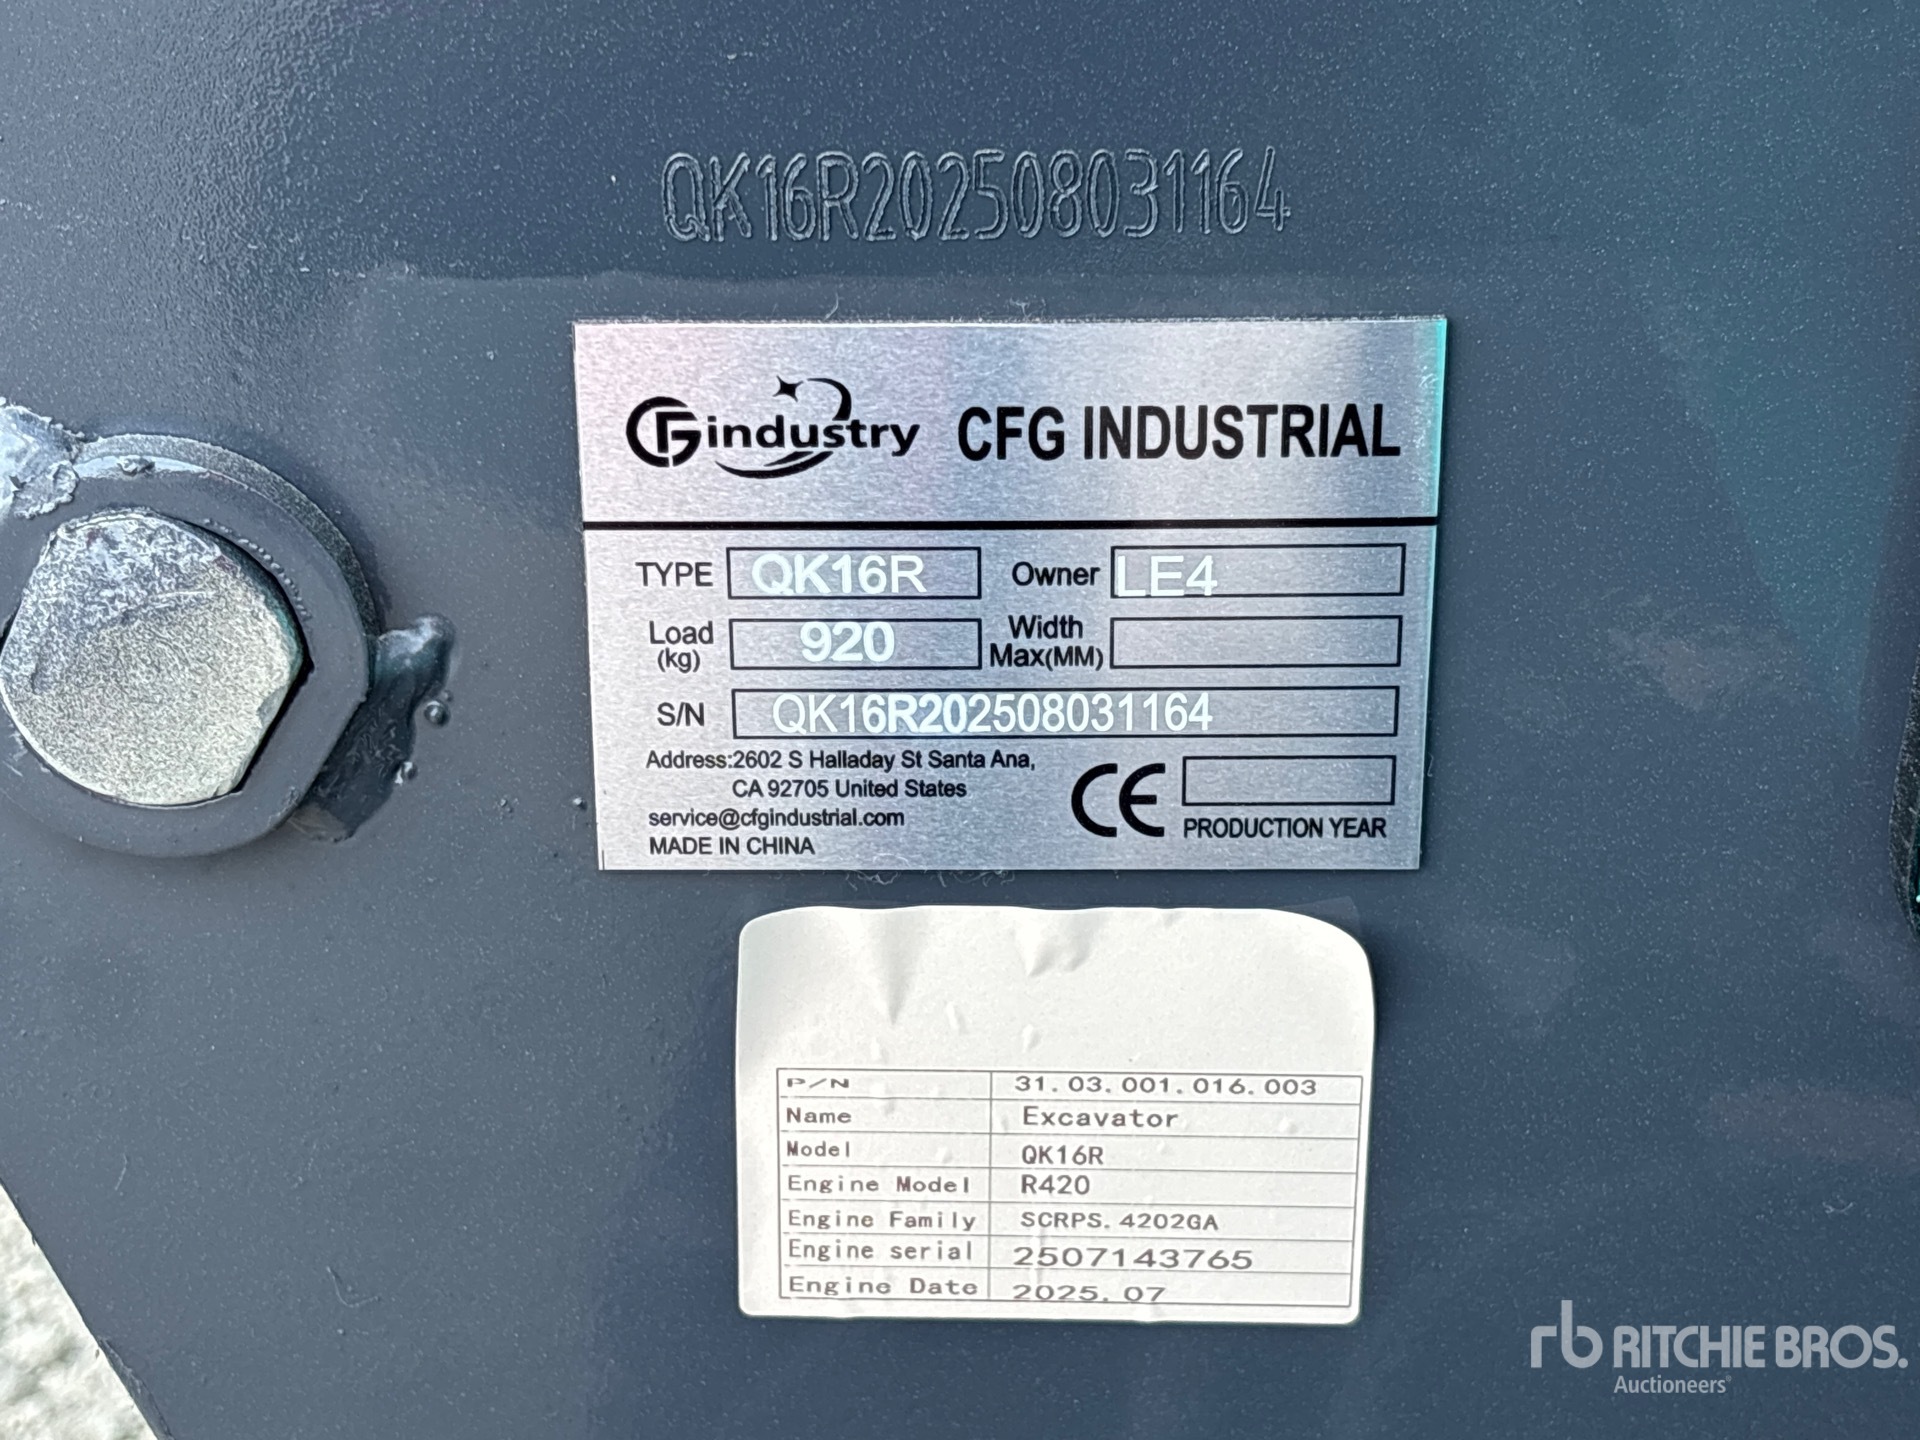 QK16R202508031164
CFG industry CFG INDUSTRIAL
TYPE QK16R Owner LE4
Load (kg) 920 Width Max(MM)
S/N QK16R202508031164
Address:2602 S Halladay St Santa Ana,
CA 92705 United States
service@cfgindustrial.com
MADE IN CHINA
CE PRODUCTION YEAR
P/N 31.03.001.016.003
Name Excavator
Model QK16R
Engine Model R420
Engine Family SCRPS.4202GA
Engine serial 2507143765
Engine Date 2025.07
rb RITCHIE BROS.
Auctioneers